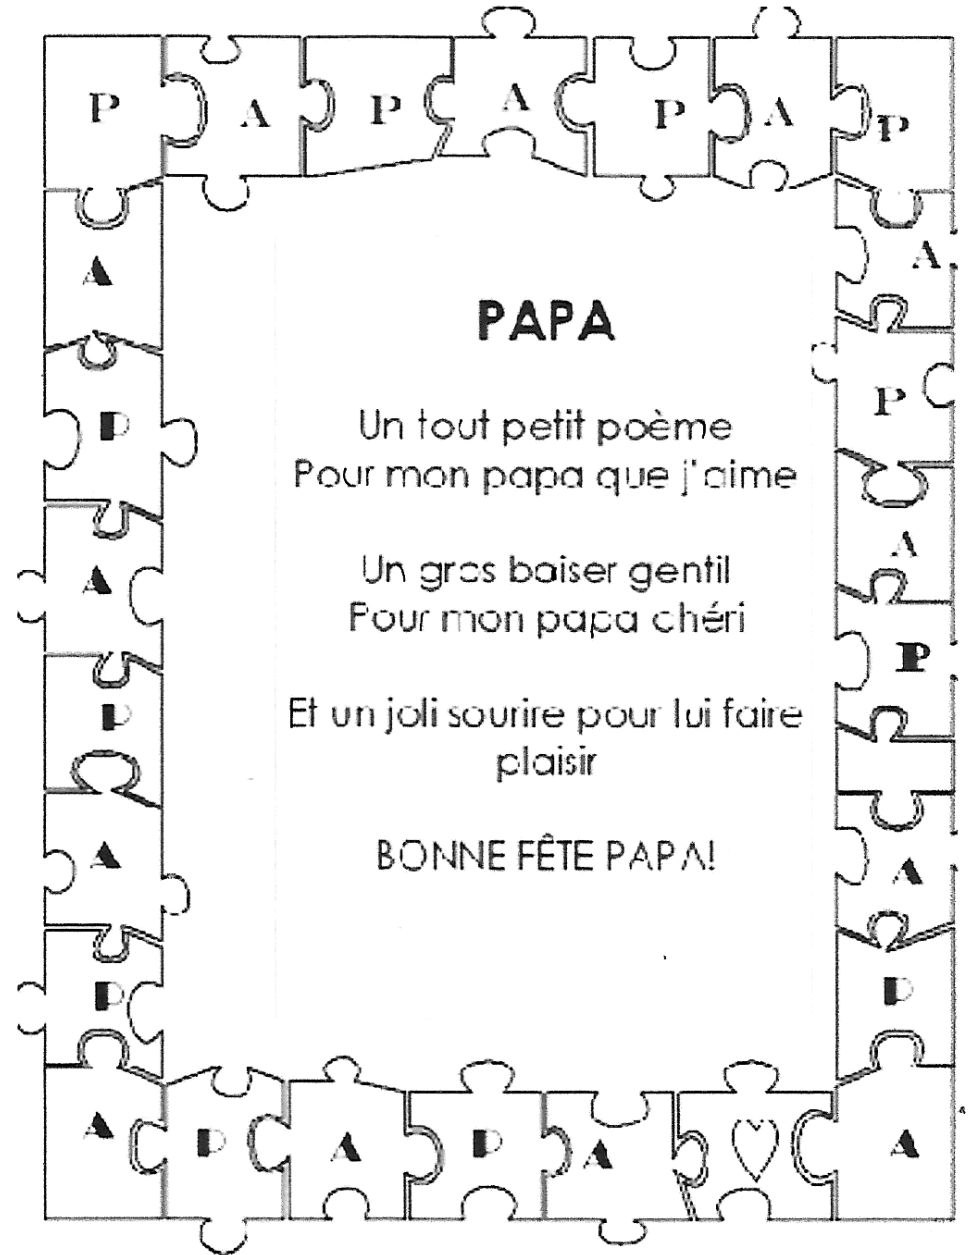 P A P A P A P
A A
PAPA
P P
Un tout petit poème
Pour mon papa que j'aime
A A
Un gros baiser gentil
Pour mon papa chéri
P P
Et un joli sourire pour lui faire
plaisir
A A
BONNE FÊTE PAPA!
P P
A P A P A A